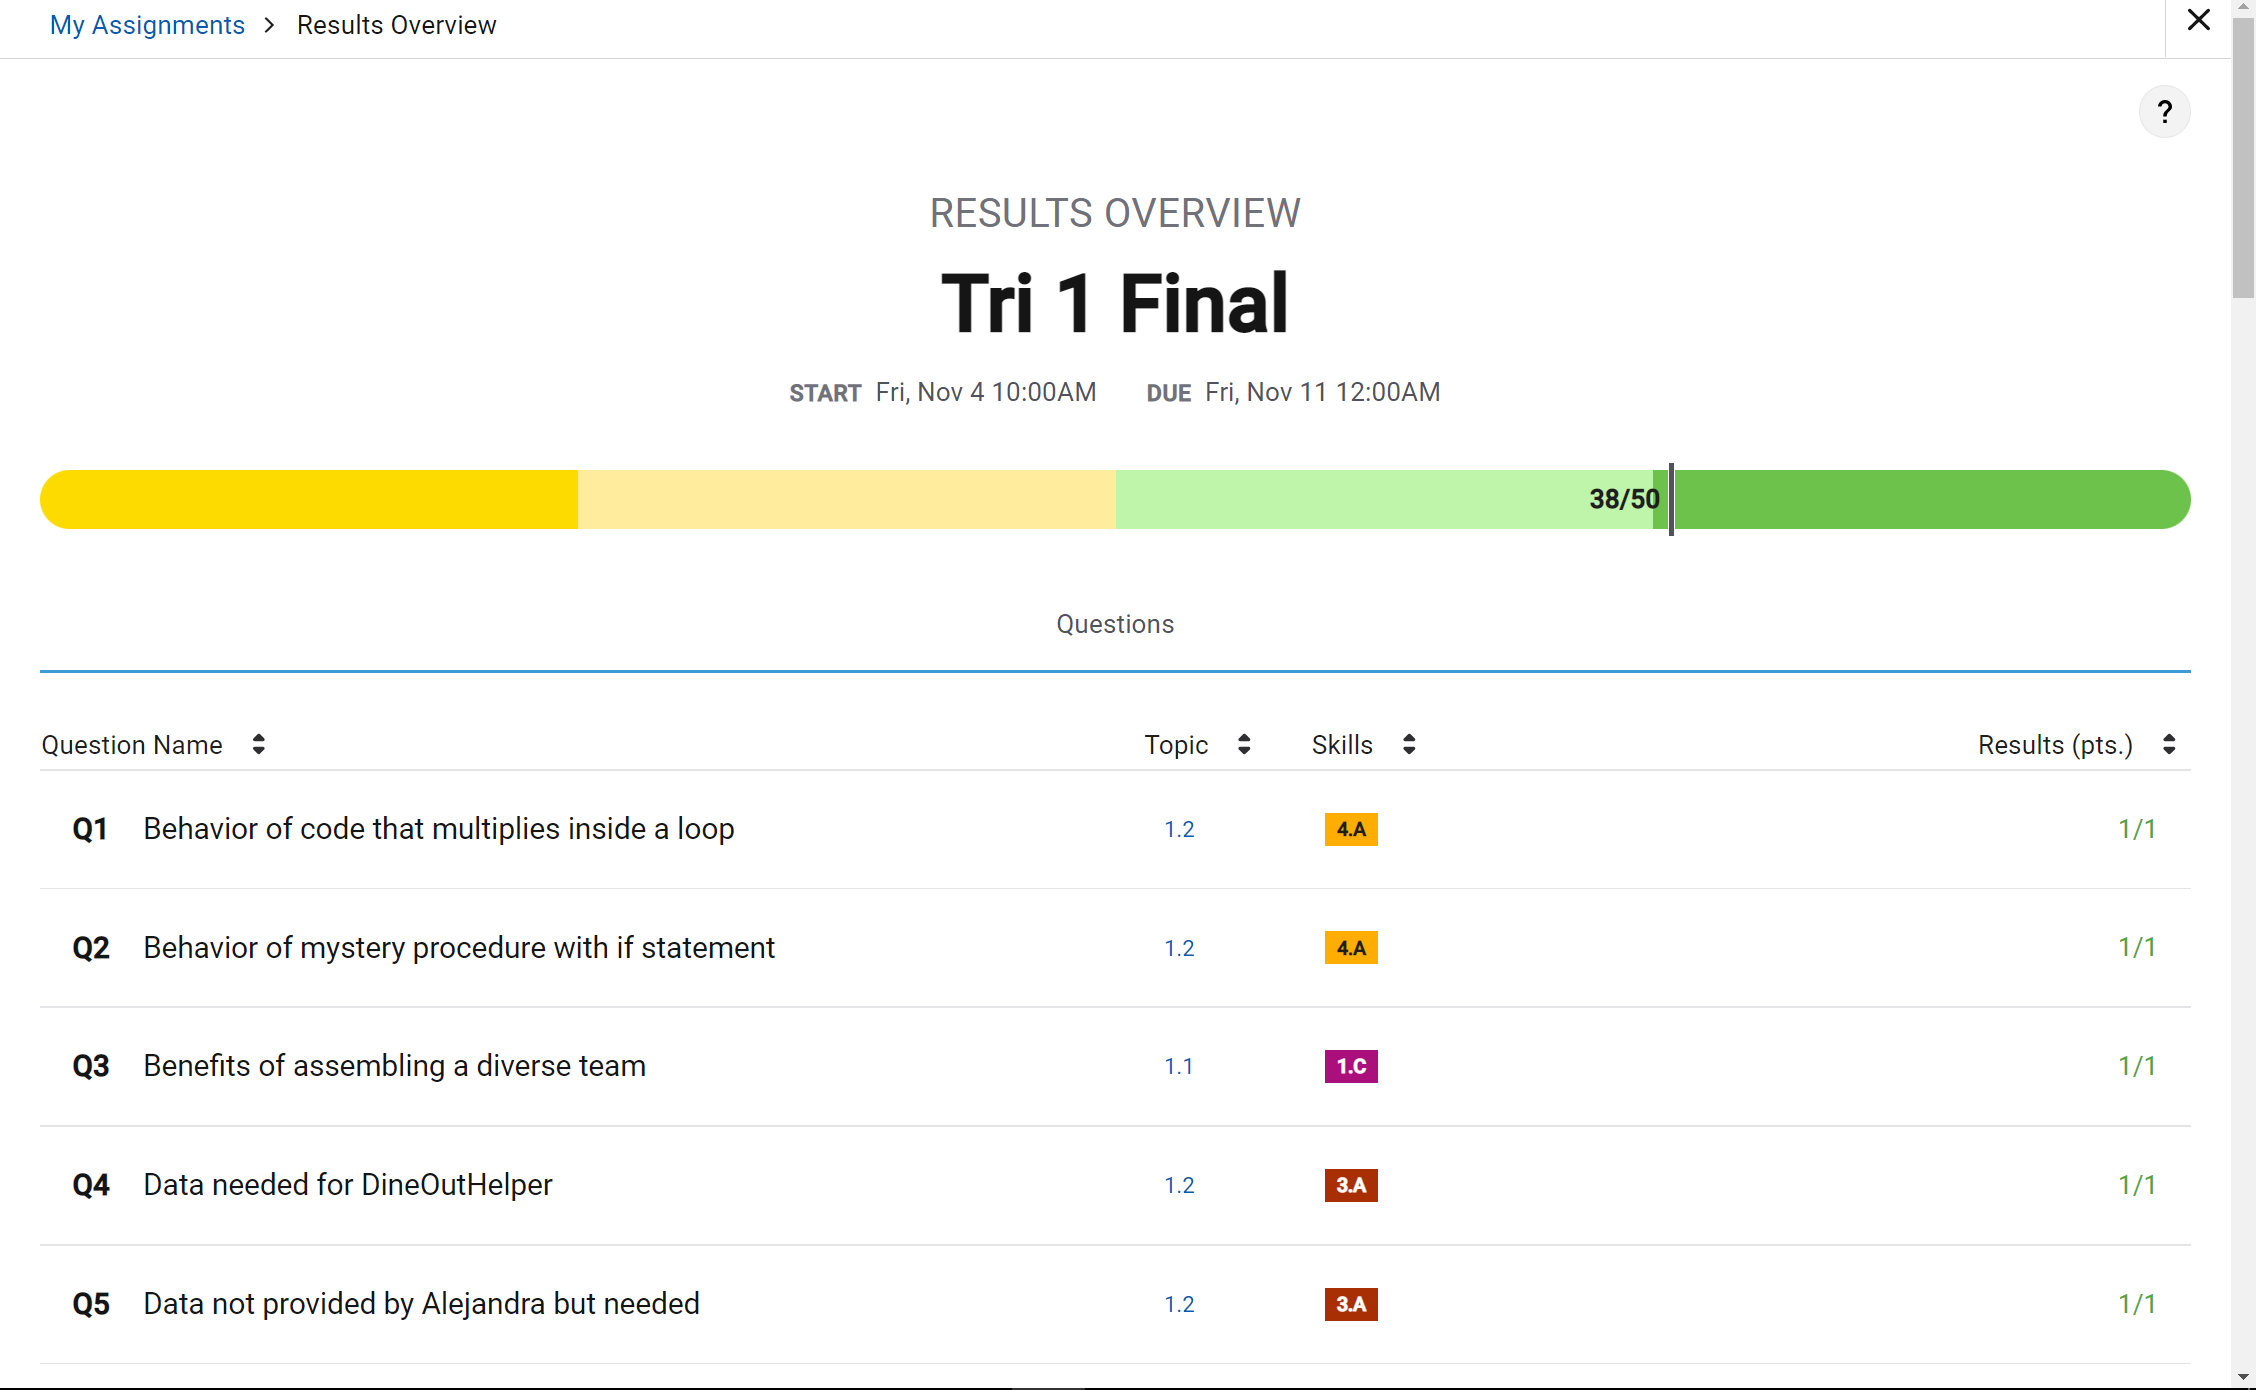 My Assignments > Results Overview
?
RESULTS OVERVIEW
Tri 1 Final
START Fri, Nov 4 10:00AM DUE Fri, Nov 11 12:00AM
38/50
Questions
Question Name Topic Skills Results (pts.)
Q1 Behavior of code that multiplies inside a loop 1.2 4.A 1/1
Q2 Behavior of mystery procedure with if statement 1.2 4.A 1/1
Q3 Benefits of assembling a diverse team 1.1 1.C 1/1
Q4 Data needed for DineOutHelper 1.2 3.A 1/1
Q5 Data not provided by Alejandra but needed 1.2 3.A 1/1